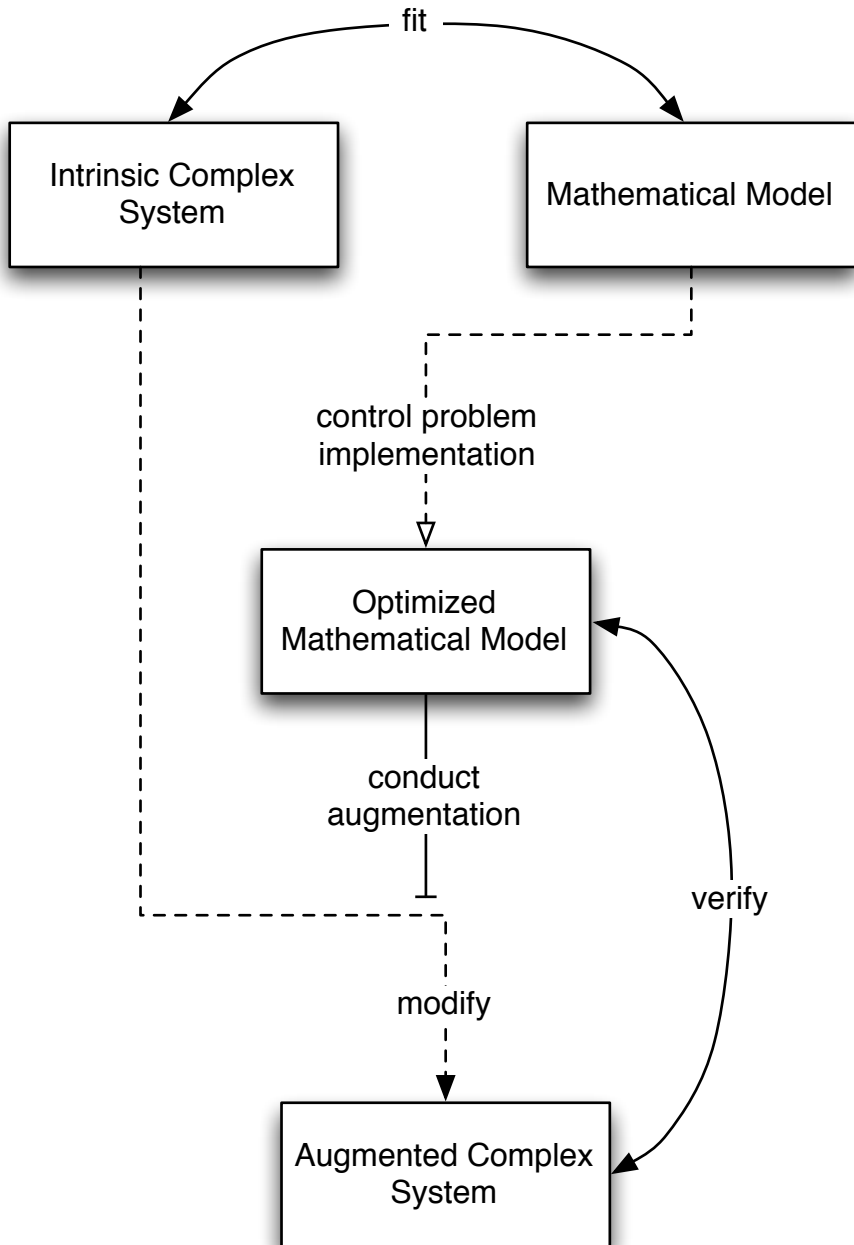 fit
Intrinsic Complex
System
Mathematical Model
control problem
implementation
Optimized
Mathematical Model
conduct
augmentation
verify
modify
Augmented Complex
System